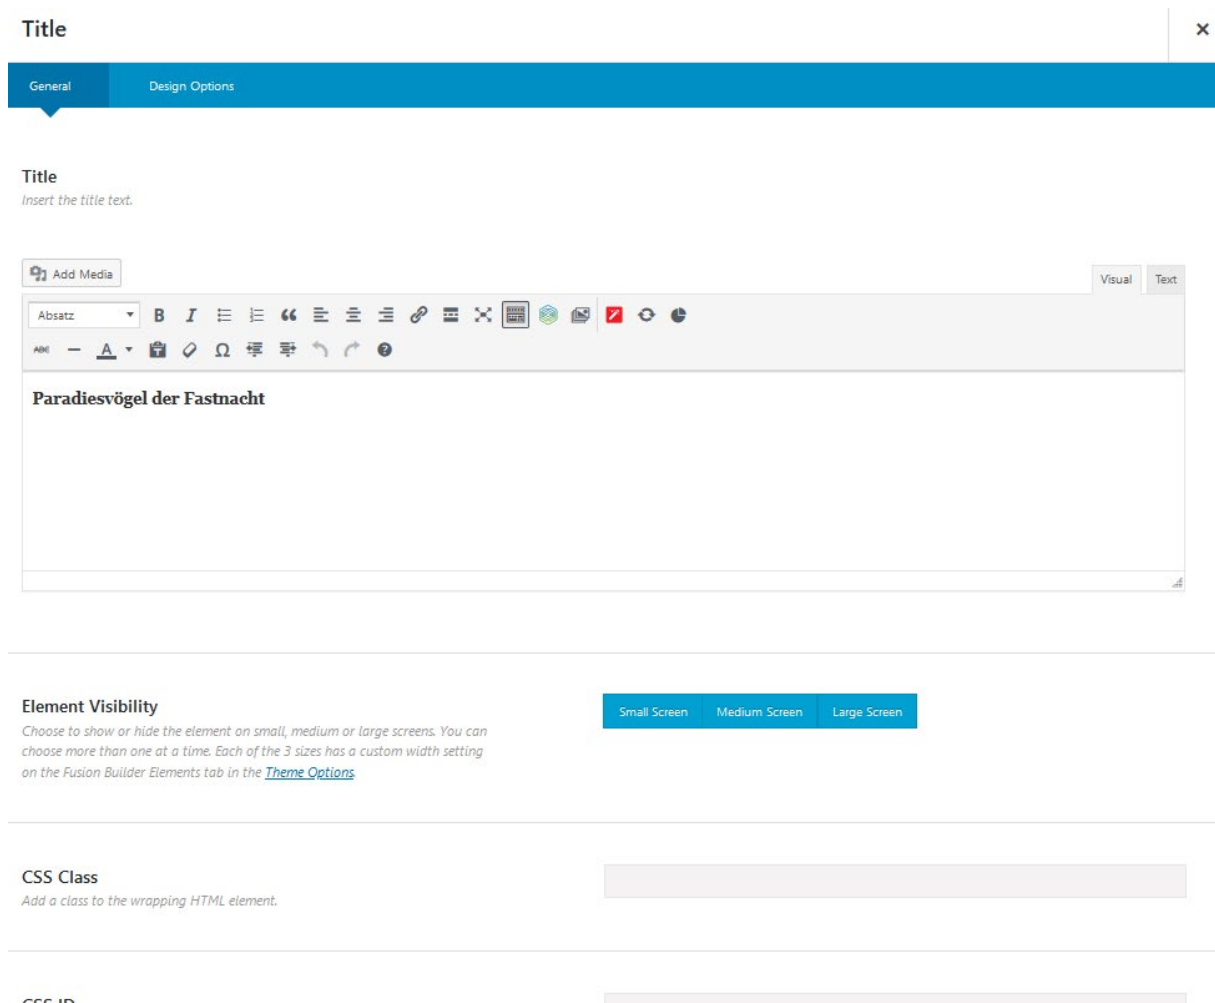 Title
General Design Options
Title
Insert the title text.
Add Media
Visual Text
Absatz
ABC
Paradiesvögel der Fastnacht
Element Visibility
Small Screen Medium Screen Large Screen
Choose to show or hide the element on small, medium or large screens. You can
choose more than one at a time. Each of the 3 sizes has a custom width setting
on the Fusion Builder Elements tab in the Theme Options.
CSS Class
Add a class to the wrapping HTML element.
CSS ID